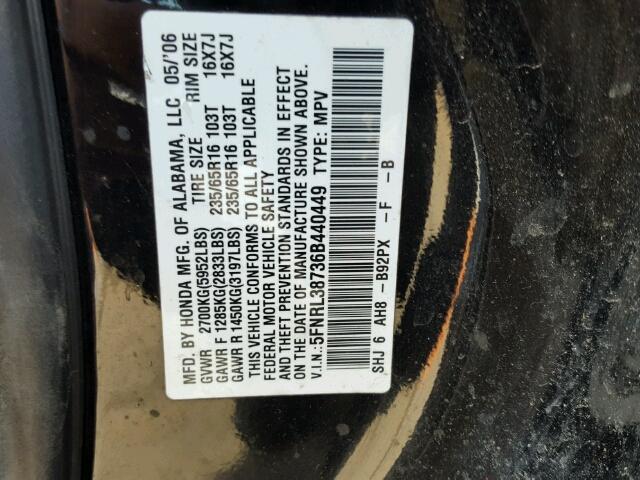 MFD. BY HONDA MFG. OF ALABAMA, LLC 05/'06
GVWR 2700KG(5952LBS) TIRE SIZE RIM SIZE
GAWR F 1285KG(2833LBS) 235/65R16 103T 16X7J
GAWR R 1450KG(3197LBS) 235/65R16 103T 16X7J
THIS VEHICLE CONFORMS TO ALL APPLICABLE
FEDERAL MOTOR VEHICLE SAFETY
AND THEFT PREVENTION STANDARDS IN EFFECT
ON THE DATE OF MANUFACTURE SHOWN ABOVE.
V.I.N.: 5FNRL38736B440449 TYPE: MPV
SHJ 6 AH8 -B92PX -F -B